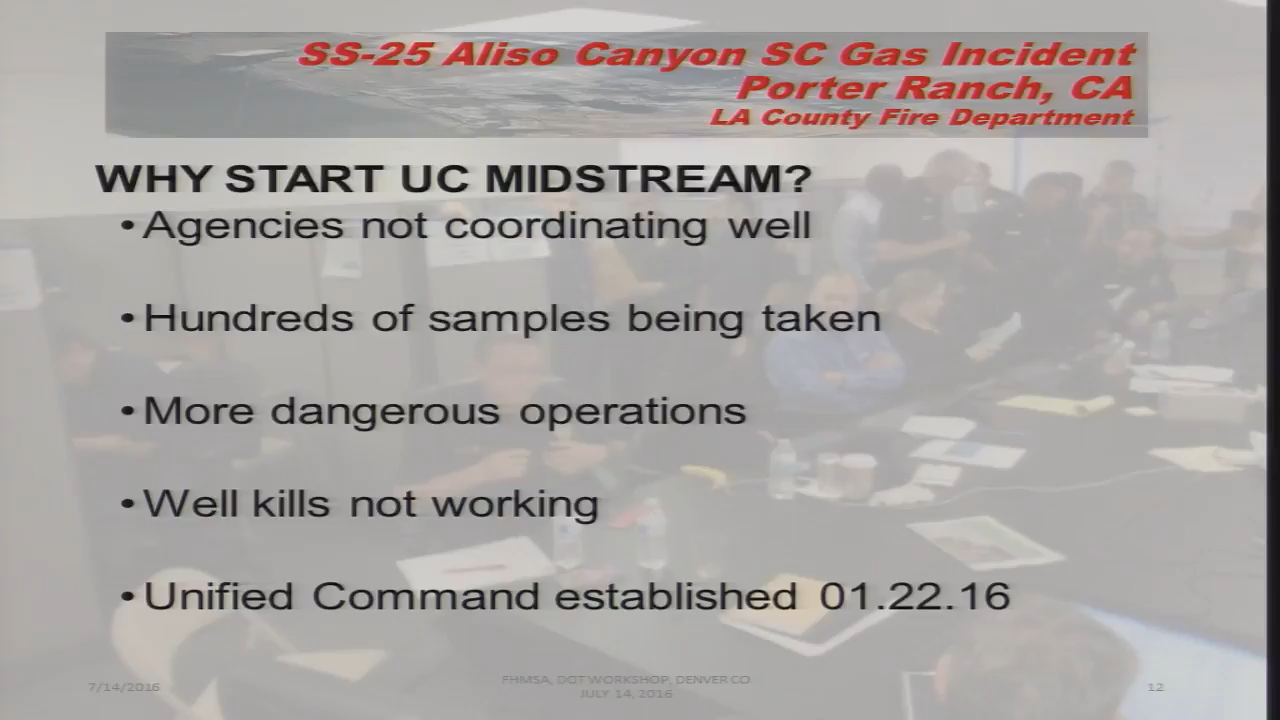 SS-25 Aliso Canyon SC Gas Incident
Porter Ranch, CA
LA County Fire Department
WHY START UC MIDSTREAM?
• Agencies not coordinating well
• Hundreds of samples being taken
• More dangerous operations
• Well kills not working
• Unified Command established 01.22.16
7/14/2016
PHMSA, DOT WORKSHOP, DENVER CO
JULY 14, 2016
12